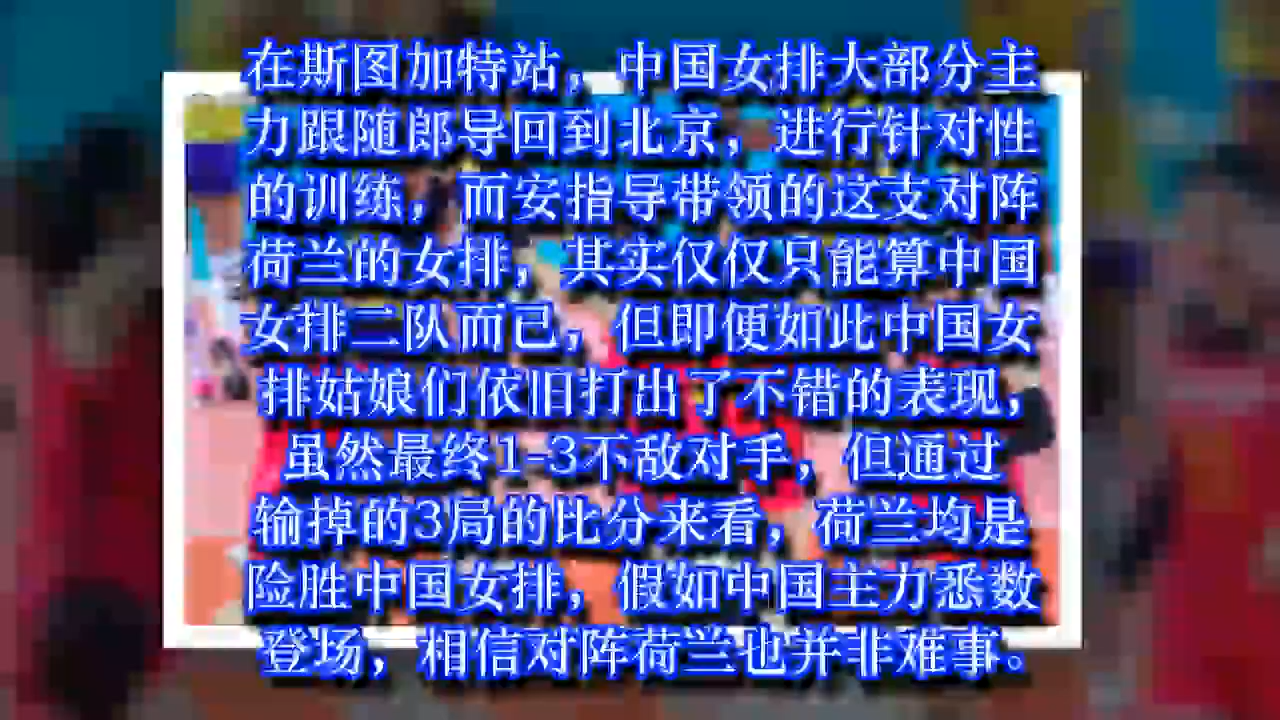 在斯图加特站，中国女排大部分主
力跟随郎导回到北京，进行针对性
的训练，而安指导带领的这支对阵
荷兰的女排，其实仅仅只能算中国
女排二队而已，但即便如此中国女
排姑娘们依旧打出了不错的表现，
虽然最终1-3不敌对手，但通过
输掉的3局的比分来看，荷兰均是
险胜中国女排，假如中国主力悉数
登场，相信对阵荷兰也并非难事。